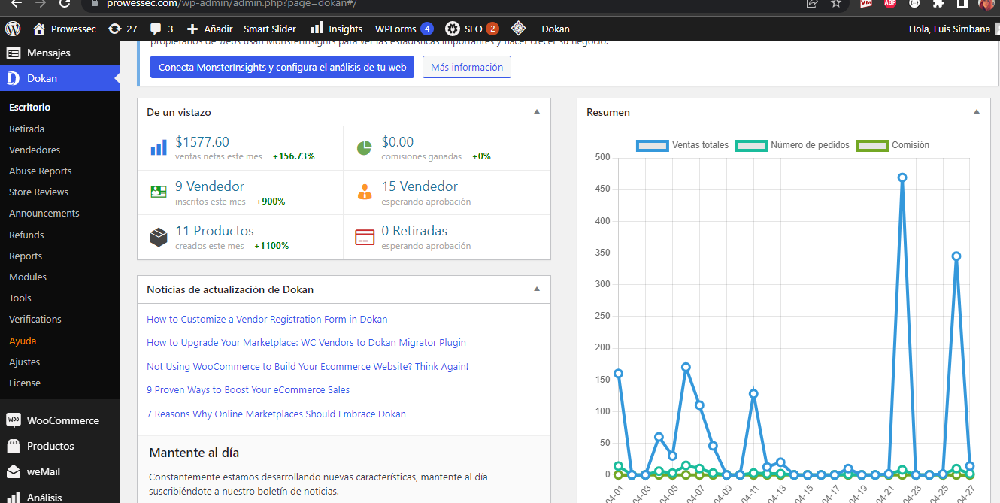 prowessec.com/wp-admin/admin.php?page=dokan#/
VM
ABP
Prowessec
27
3
Añadir
Smart Slider
Insights
WPForms 4
SEO 2
Dokan
Hola, Luis Simbana
Mensajes
Dokan
Escritorio
Retirada
Vendedores
Abuse Reports
Store Reviews
Announcements
Refunds
Reports
Modules
Tools
Verifications
Ayuda
Ajustes
License
WooCommerce
Productos
weMail
Análisis
propietarios de webs usan MonsterInsights para ver las estadísticas importantes y hacer crecer su negocio.
Conecta MonsterInsights y configura el análisis de tu web
Más información
De un vistazo
$1577.60
ventas netas este mes +156.73%
$0.00
comisiones ganadas +0%
9 Vendedor
inscritos este mes +900%
15 Vendedor
esperando aprobación
11 Productos
creados este mes +1100%
0 Retiradas
esperando aprobación
Noticias de actualización de Dokan
How to Customize a Vendor Registration Form in Dokan
How to Upgrade Your Marketplace: WC Vendors to Dokan Migrator Plugin
Not Using WooCommerce to Build Your Ecommerce Website? Think Again!
9 Proven Ways to Boost Your eCommerce Sales
7 Reasons Why Online Marketplaces Should Embrace Dokan
Mantente al día
Constantemente estamos desarrollando nuevas características, mantente al día
suscribiéndote a nuestro boletín de noticias.
Resumen
Ventas totales
Número de pedidos
Comisión
500
450
400
350
300
250
200
150
100
50
0
04-01
04-03
04-05
04-07
04-09
04-11
04-13
04-15
04-17
04-19
04-21
04-23
04-25
04-27